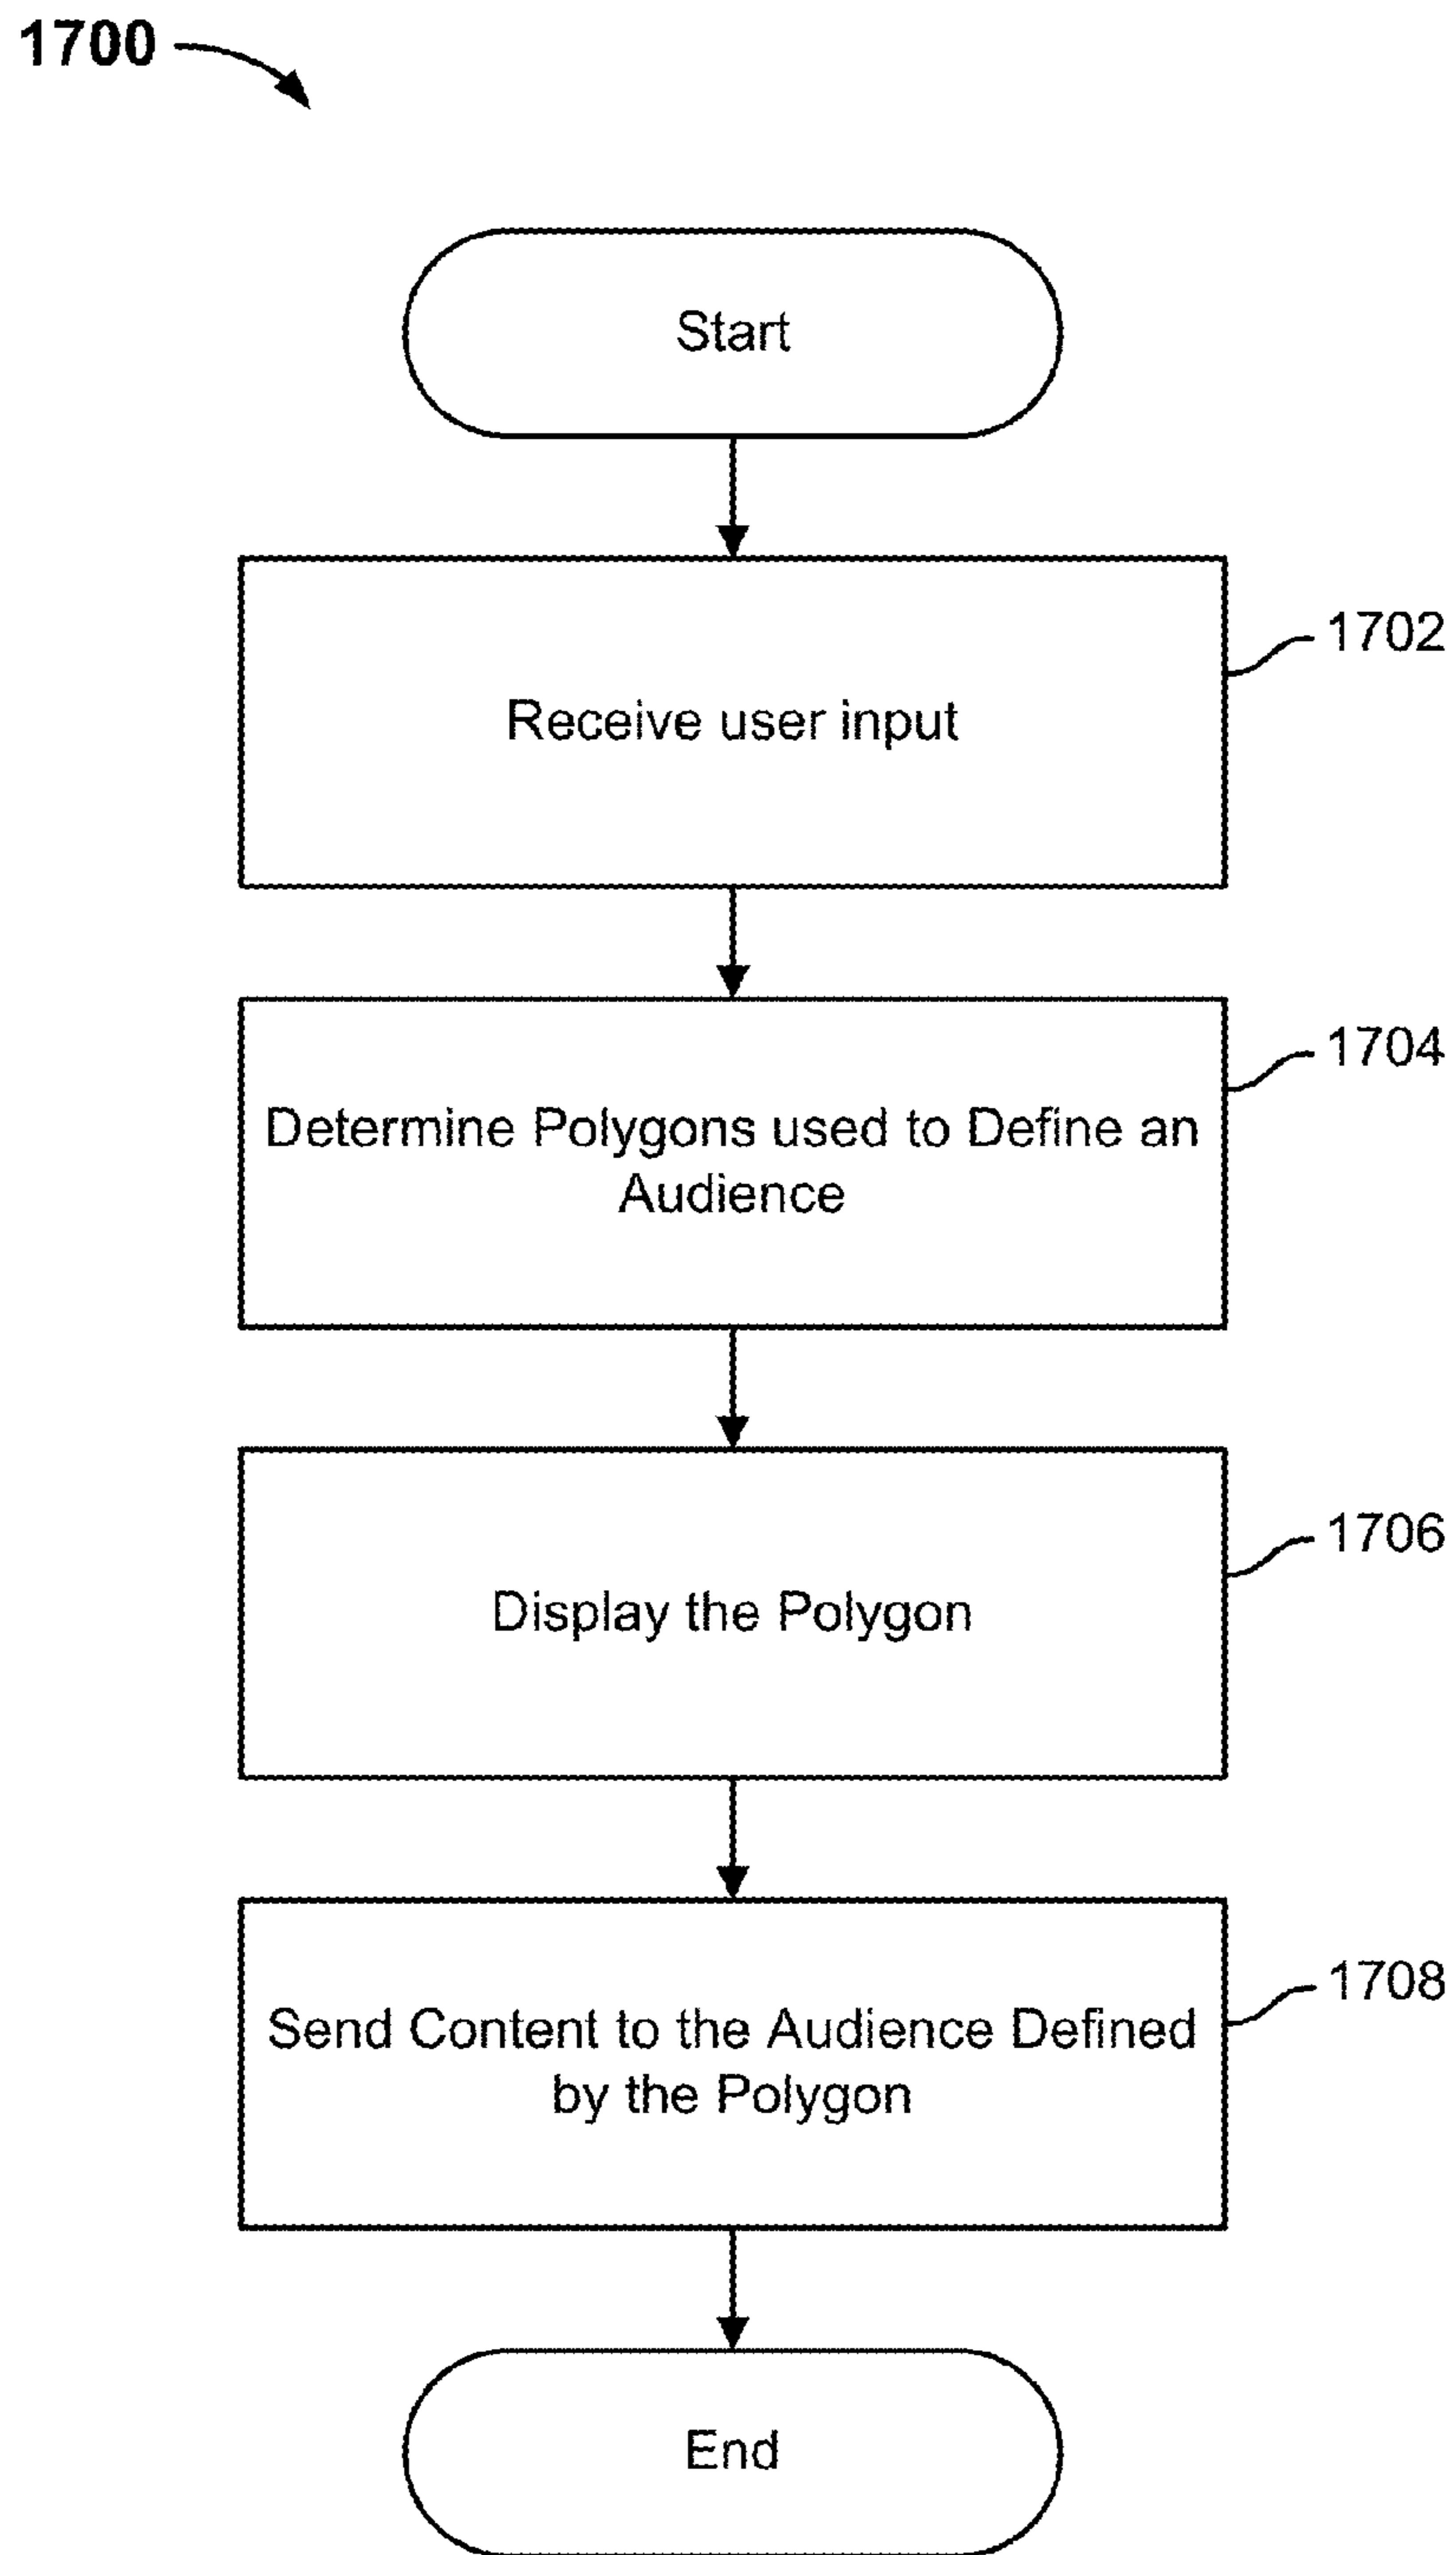 1700
Start
Receive user input
1702
Determine Polygons used to Define an
Audience
1704
Display the Polygon
1706
Send Content to the Audience Defined
by the Polygon
1708
End